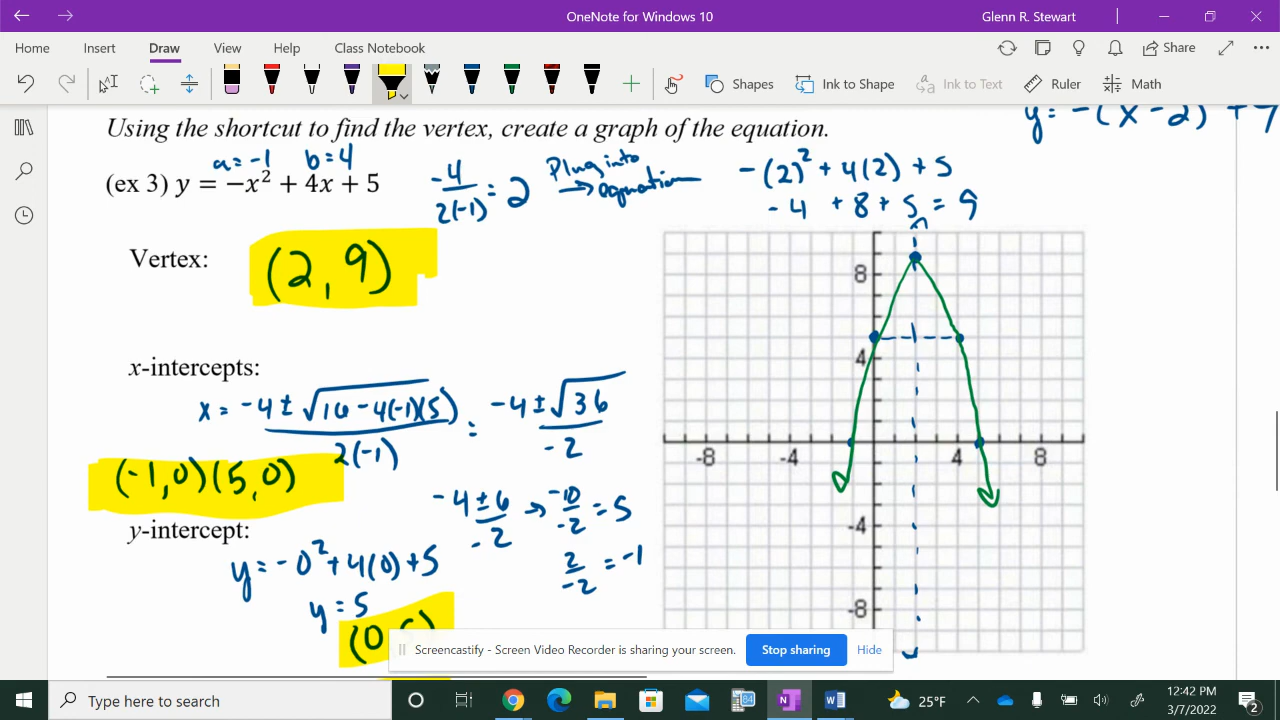 OneNote for Windows 10
Glenn R. Stewart
Home Insert Draw View Help Class Notebook
Share
Shapes Ink to Shape Ink to Text Ruler Math
Using the shortcut to find the vertex, create a graph of the equation.
y = -(x-2) + 
a=-1 b=4
(ex 3) y = −x² + 4x + 5
-4/2(-1) = 2
Plug into
→ equation
-(2)² + 4(2) + 5
-4 + 8 + 5 = 9
Vertex:
(2, 9)
x-intercepts:
x = -4 ± √16-4(-1)(5) / 2(-1) = -4 ± √36 / -2
(-1,0)(5,0)
-4±6/-2 → -10/-2 = 5
2/-2 = -1
y-intercept:
y = -0² + 4(0) + 5
y = 5
(0
8
4
-8 -4 4 8
-4
-8
Screencastify - Screen Video Recorder is sharing your screen.
Stop sharing
Hide
Type here to search
84
25°F
12:42 PM
3/7/2022
2